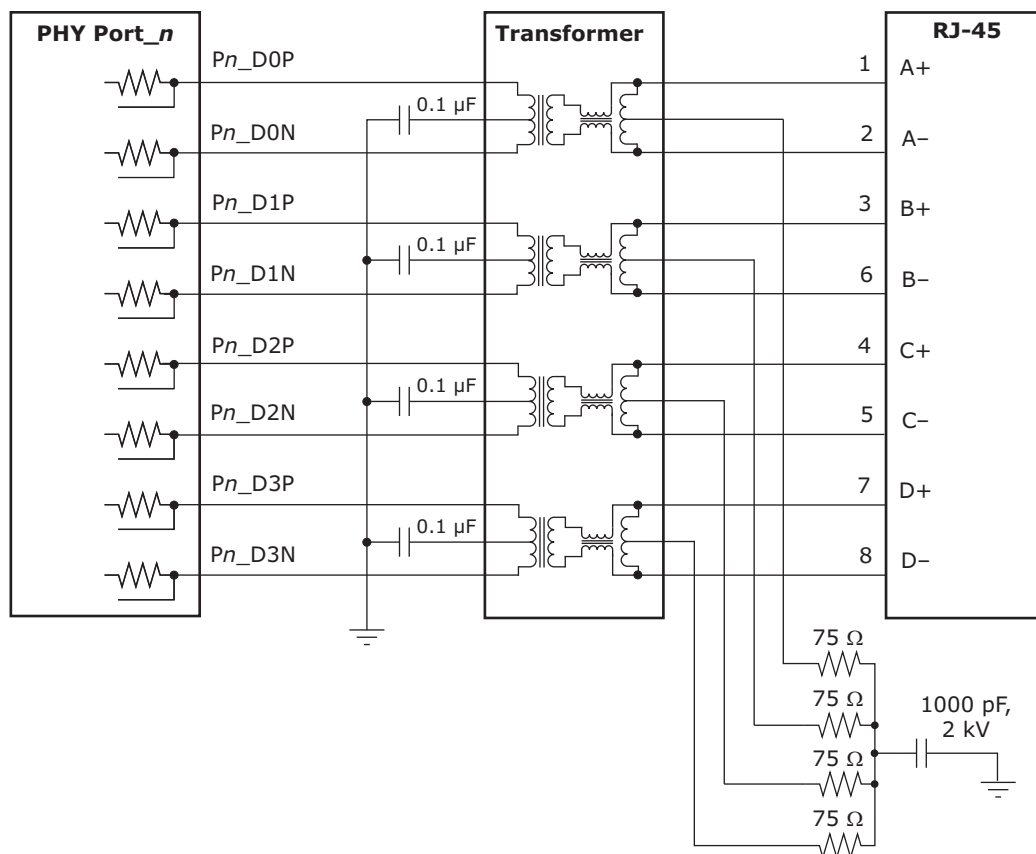 PHY Port_n
Transformer
RJ-45
Pn_D0P
1 A+
0.1 µF
Pn_D0N
2 A–
Pn_D1P
3 B+
0.1 µF
Pn_D1N
6 B–
Pn_D2P
4 C+
0.1 µF
Pn_D2N
5 C–
Pn_D3P
7 D+
0.1 µF
Pn_D3N
8 D–
75 Ω
75 Ω
1000 pF,
2 kV
75 Ω
75 Ω